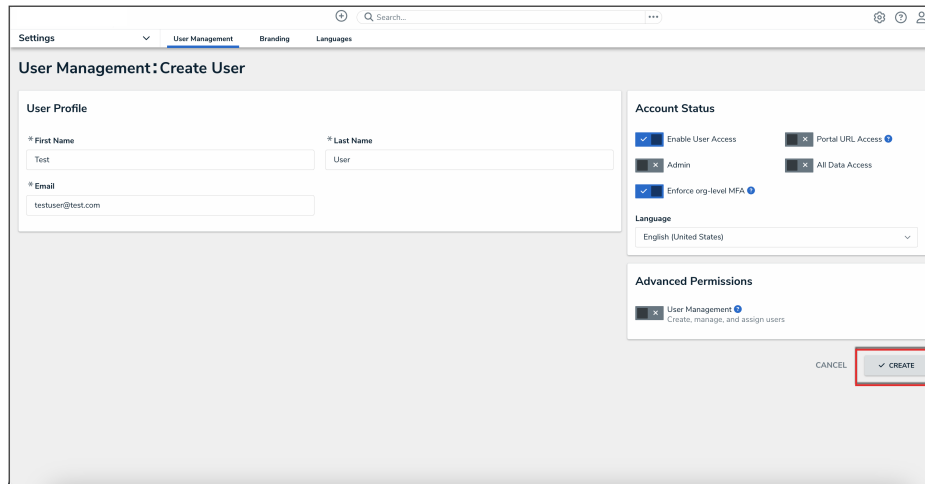 Search...
Settings User Management Branding Languages
User Management: Create User
User Profile
* First Name * Last Name
Test User
* Email
testuser@test.com
Account Status
Enable User Access Portal URL Access ?
Admin All Data Access
Enforce org-level MFA ?
Language
English (United States)
Advanced Permissions
User Management ?
Create, manage, and assign users
CANCEL CREATE